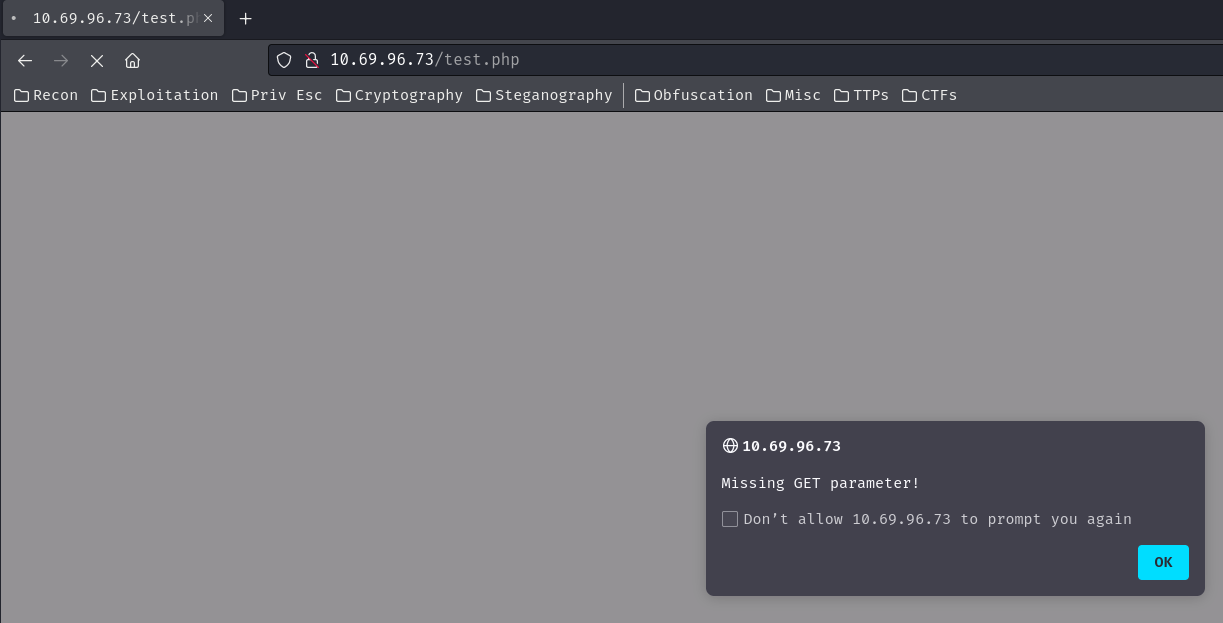 10.69.96.73/test.p
10.69.96.73/test.php
Recon Exploitation Priv Esc Cryptography Steganography Obfuscation Misc TTPs CTFs
10.69.96.73
Missing GET parameter!
Don’t allow 10.69.96.73 to prompt you again
OK